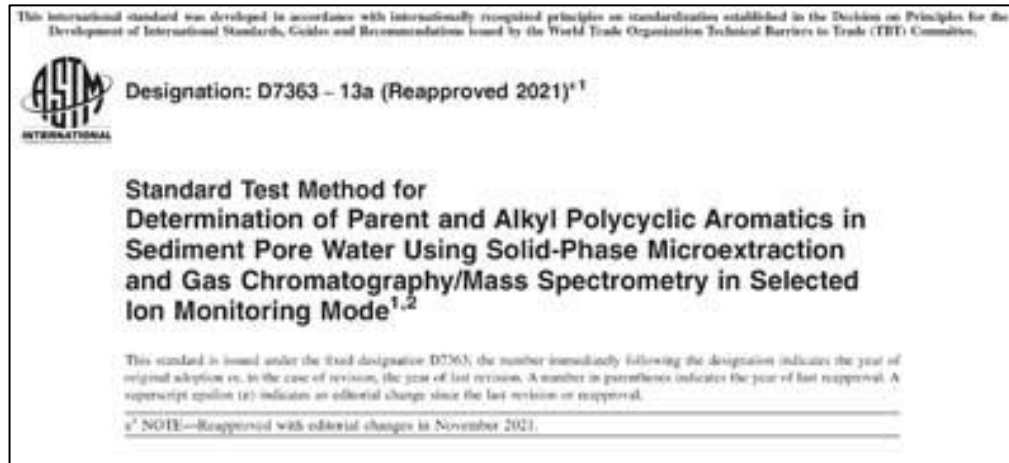 This international standard was developed in accordance with internationally recognized principles on standardization established in the Decision on Principles for the
Development of International Standards, Guides and Recommendations issued by the World Trade Organization Technical Barriers to Trade (TBT) Committee.
ASTM
INTERNATIONAL
Designation: D7363 – 13a (Reapproved 2021)ε1
Standard Test Method for
Determination of Parent and Alkyl Polycyclic Aromatics in
Sediment Pore Water Using Solid-Phase Microextraction
and Gas Chromatography/Mass Spectrometry in Selected
Ion Monitoring Mode1,2
This standard is issued under the fixed designation D7363; the number immediately following the designation indicates the year of
original adoption or, in the case of revision, the year of last revision. A number in parentheses indicates the year of last reapproval. A
superscript epsilon (ε) indicates an editorial change since the last revision or reapproval.
ε1 NOTE—Reapproved with editorial changes in November 2021.